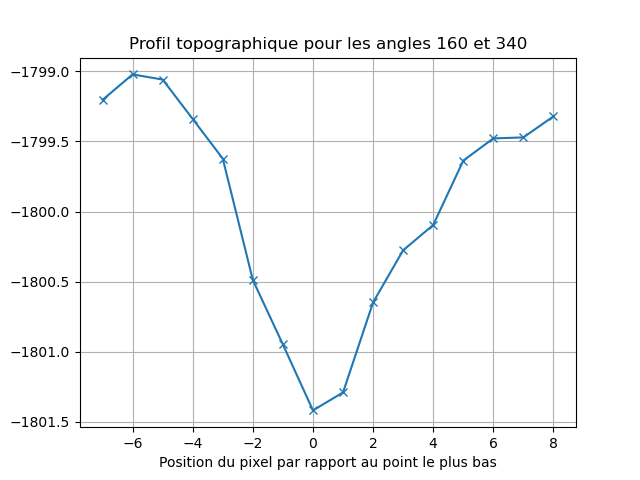 Profil topographique pour les angles 160 et 340
−1799.0
−1799.5
−1800.0
−1800.5
−1801.0
−1801.5
−6 −4 −2 0 2 4 6 8
Position du pixel par rapport au point le plus bas